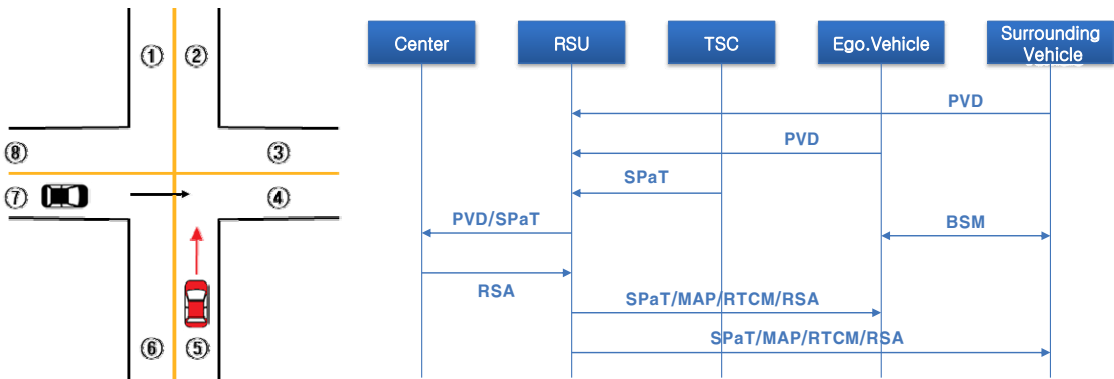 ① ②
⑧ ③
⑦ ④
⑥ ⑤
Center
RSU
TSC
Ego.Vehicle
Surrounding
Vehicle
PVD
PVD
SPaT
PVD/SPaT
BSM
RSA
SPaT/MAP/RTCM/RSA
SPaT/MAP/RTCM/RSA